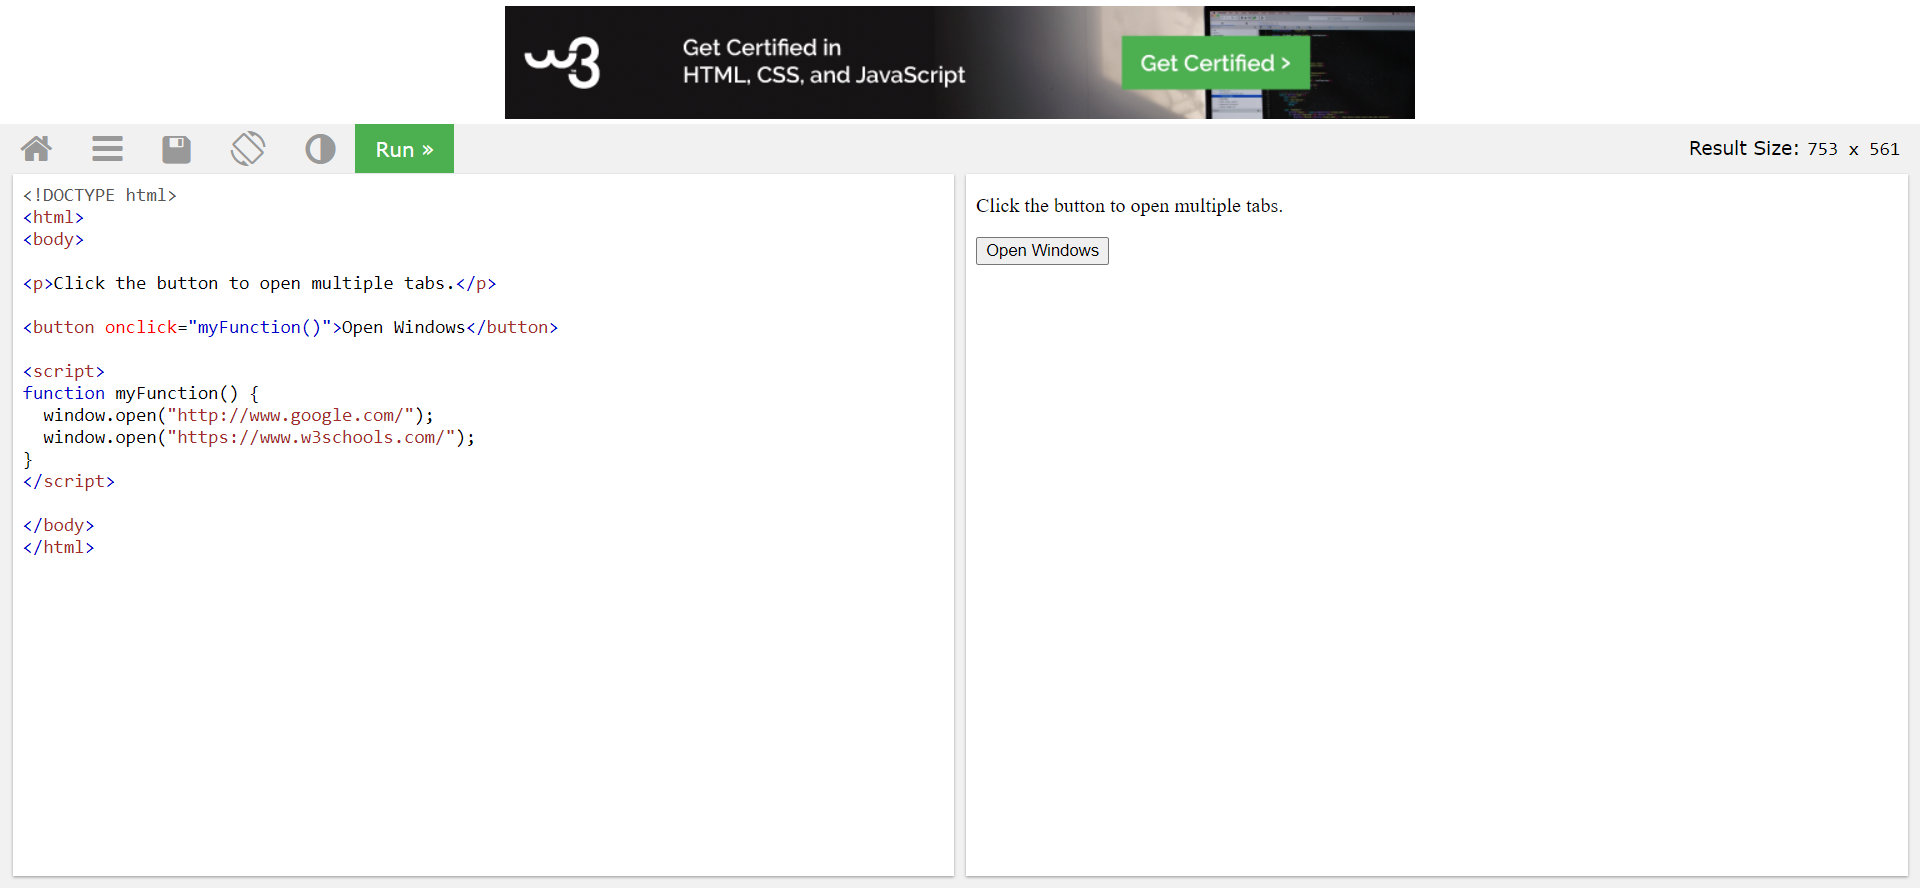 w3
Get Certified in
HTML, CSS, and JavaScript
Get Certified >
Run »
Result Size: 753 x 561
<!DOCTYPE html>
<html>
<body>
<p>Click the button to open multiple tabs.</p>
<button onclick="myFunction()">Open Windows</button>
<script>
function myFunction() {
  window.open("http://www.google.com/");
  window.open("https://www.w3schools.com/");
}
</script>
</body>
</html>
Click the button to open multiple tabs.
Open Windows